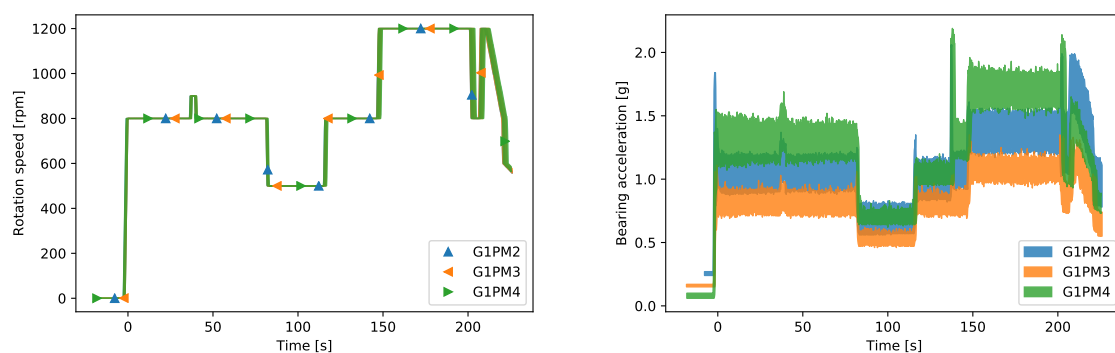 Rotation speed [rpm]
1200
1000
800
600
400
200
0
0
50
100
150
200
Time [s]
G1PM2
G1PM3
G1PM4
Bearing acceleration [g]
2.0
1.5
1.0
0.5
0.0
0
50
100
150
200
Time [s]
G1PM2
G1PM3
G1PM4